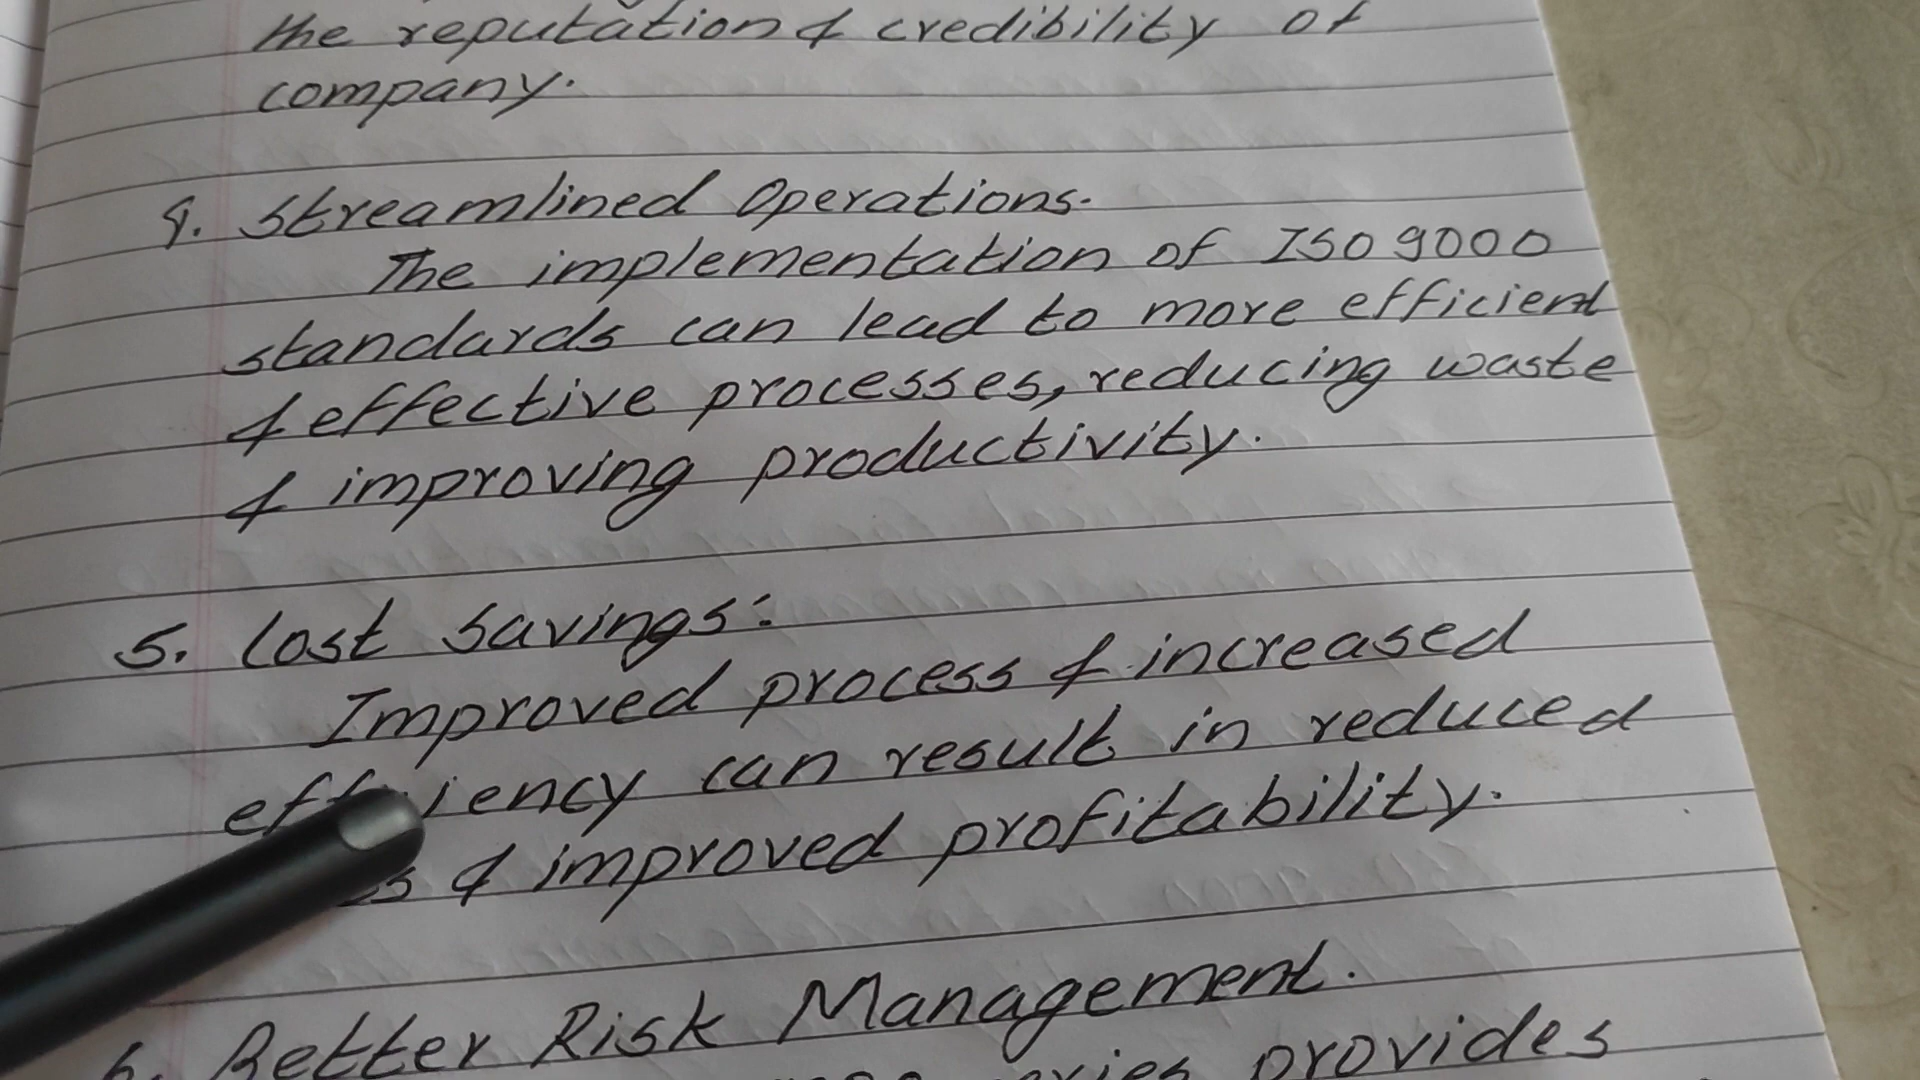 the reputation & credibility of
company.
4. Streamlined Operations.
The implementation of ISO 9000
standards can lead to more efficient
& effective processes, reducing waste
& improving productivity.
5. Cost Savings:
Improved process & increased
can result in reduced
& improved profitability.
6. Better Risk Management.
provides